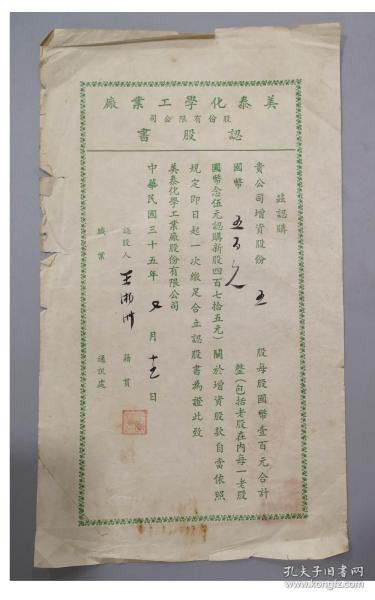 美泰化學工業廠
股份有限公司
認股書
茲認購
貴公司增資股份 五 股每股國幣壹百元合計
國幣 五百元 整(包括老股在內每一老股
國幣念伍元認購新股四百七拾五元)關於增資股款自當依照
規定即日起一次繳足合立認股書為證此致
美泰化學工業廠股份有限公司
中華民國三十五年 月 日
認股人 籍貫
職業 通訊處
孔夫子旧书网
www.kongfz.com